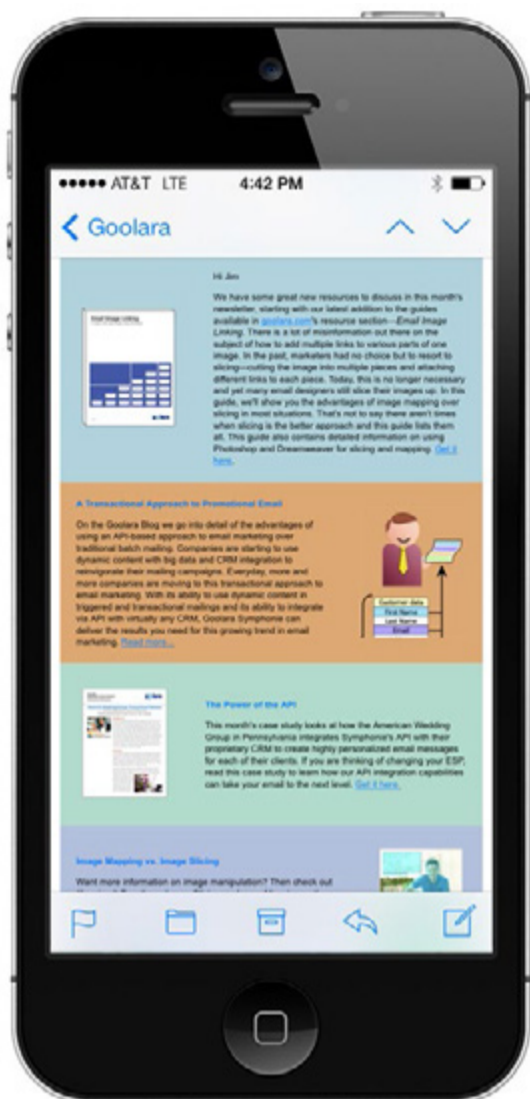 AT&T LTE 4:42 PM
Goolara
Hi Jen
Email Image Linking
We have some great new resources to discuss in this month's
newsletter, starting with our latest addition to the guides
available in goolara.com's resource section—Email Image
Linking. There is a lot of misinformation out there on the
subject of how to add multiple links to various parts of one
image. In the past, marketers had no choice but to resort to
slicing—cutting the image into multiple pieces and attaching
different links to each piece. Today, this is no longer necessary
and yet many email designers still slice their images up. In this
guide, we'll show you the advantages of image mapping over
slicing in most situations. That's not to say there aren't times
when slicing is the better approach and this guide lists them
all. This guide also contains detailed information on using
Photoshop and Dreamweaver for slicing and mapping. Get it
here.
A Transactional Approach to Promotional Email
On the Goolara Blog we go into detail of the advantages of
using an API-based approach to email marketing over
traditional batch mailing. Companies are starting to use
dynamic content with big data and CRM integration to
reinvigorate their mailing campaigns. Everyday, more and
more companies are moving to this transactional approach to
email marketing. With its ability to use dynamic content in
triggered and transactional mailings and its ability to integrate
via API with virtually any CRM, Goolara Symphonie can
deliver the results you need for this growing trend in email
marketing. Read more...
Customer data
First Name
Last Name
Email
The Power of the API
This month's case study looks at how the American Wedding
Group in Pennsylvania integrates Symphonie's API with their
proprietary CRM to create highly personalized email messages
for each of their clients. If you are thinking of changing your ESP,
read this case study to learn how our API integration capabilities
can take your email to the next level. Get it here.
Image Mapping vs. Image Slicing
Want more information on image manipulation? Then check out